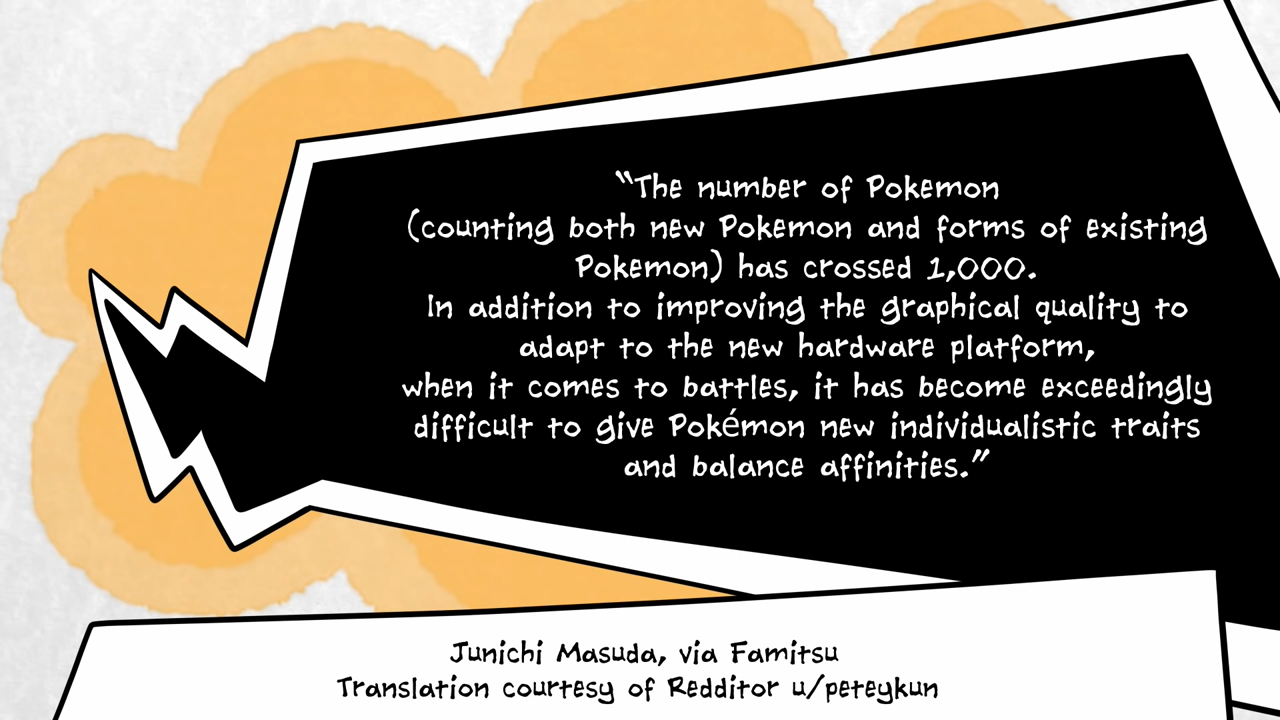 “The number of Pokemon
(counting both new Pokemon and forms of existing
Pokemon) has crossed 1,000.
In addition to improving the graphical quality to
adapt to the new hardware platform,
when it comes to battles, it has become exceedingly
difficult to give Pokémon new individualistic traits
and balance affinities.”
Junichi Masuda, via Famitsu
Translation courtesy of Redditor u/peteykun